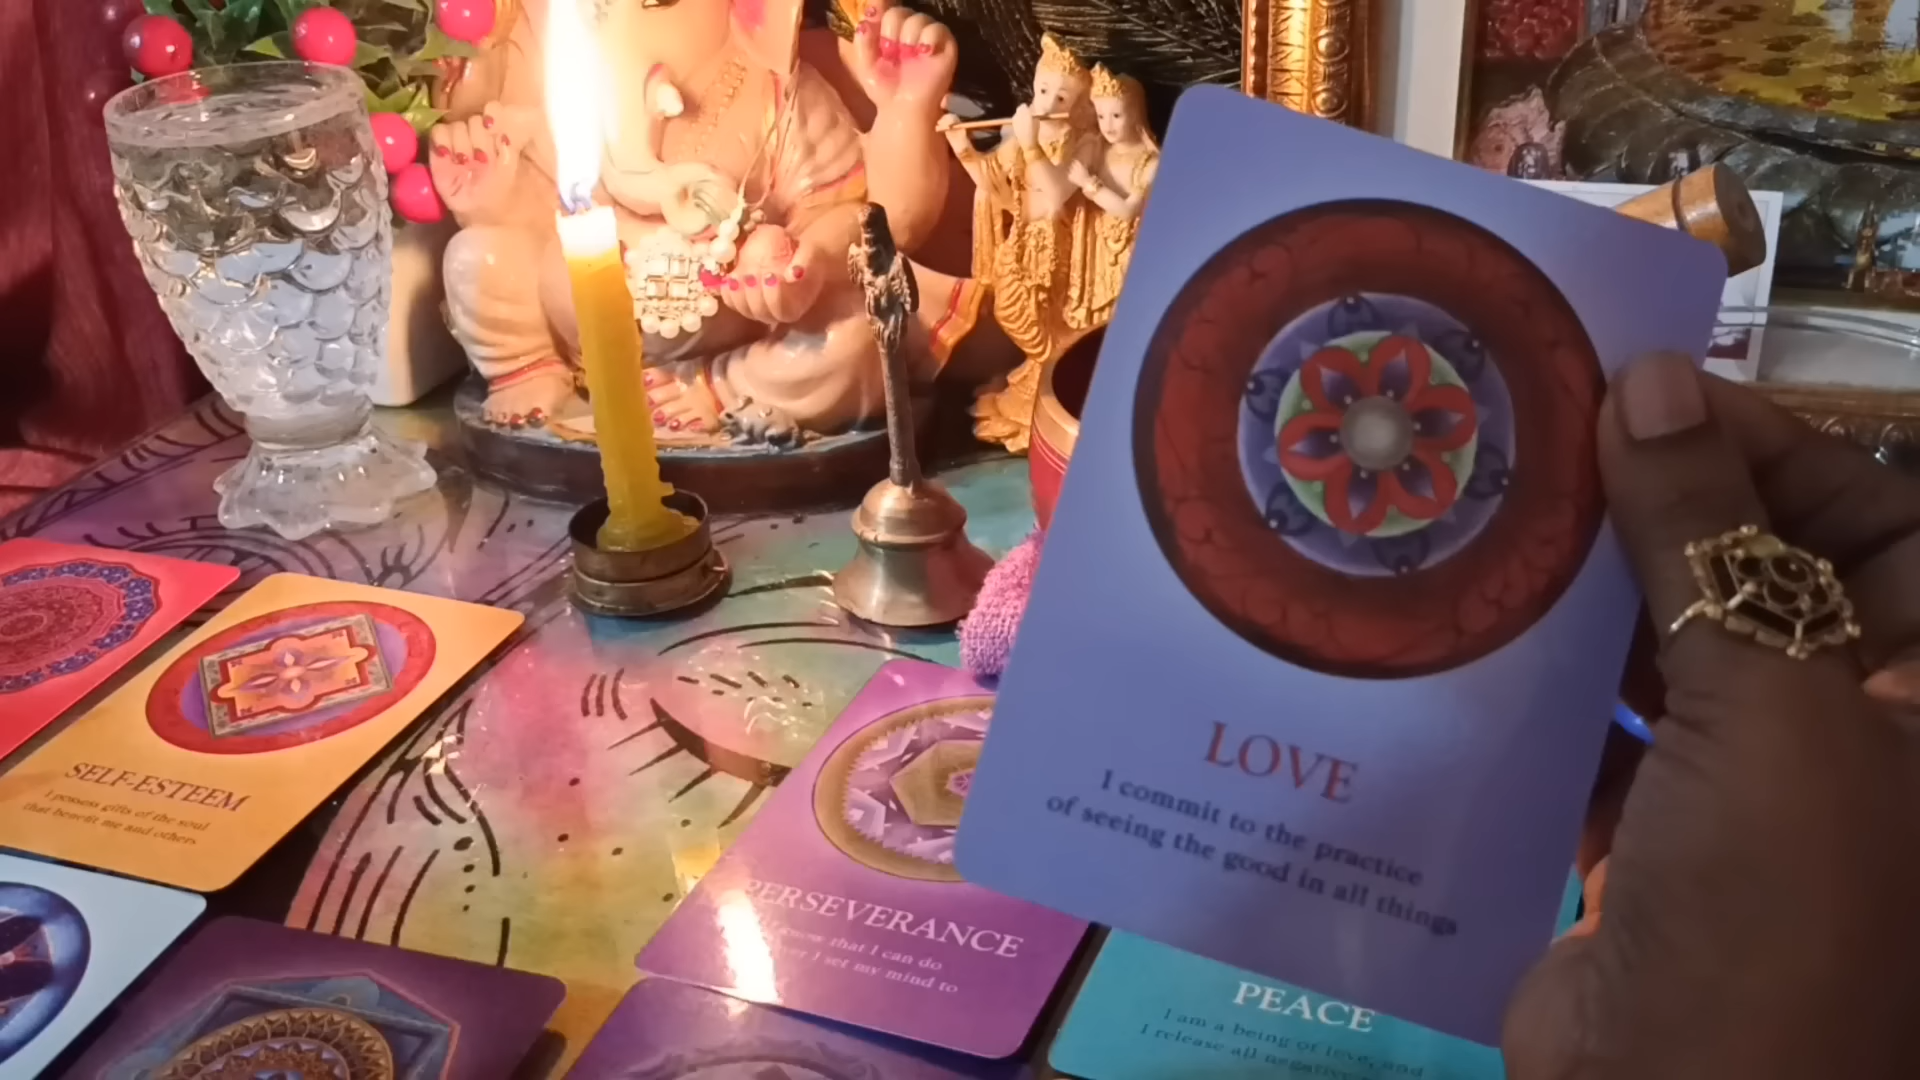 LOVE
I commit to the practice
of seeing the good in all things
SELF-ESTEEM
I possess gifts of the soul
that benefit me and others
PERSEVERANCE
know that I can do
I set my mind to
PEACE
I am a being of love, and
I release all negative